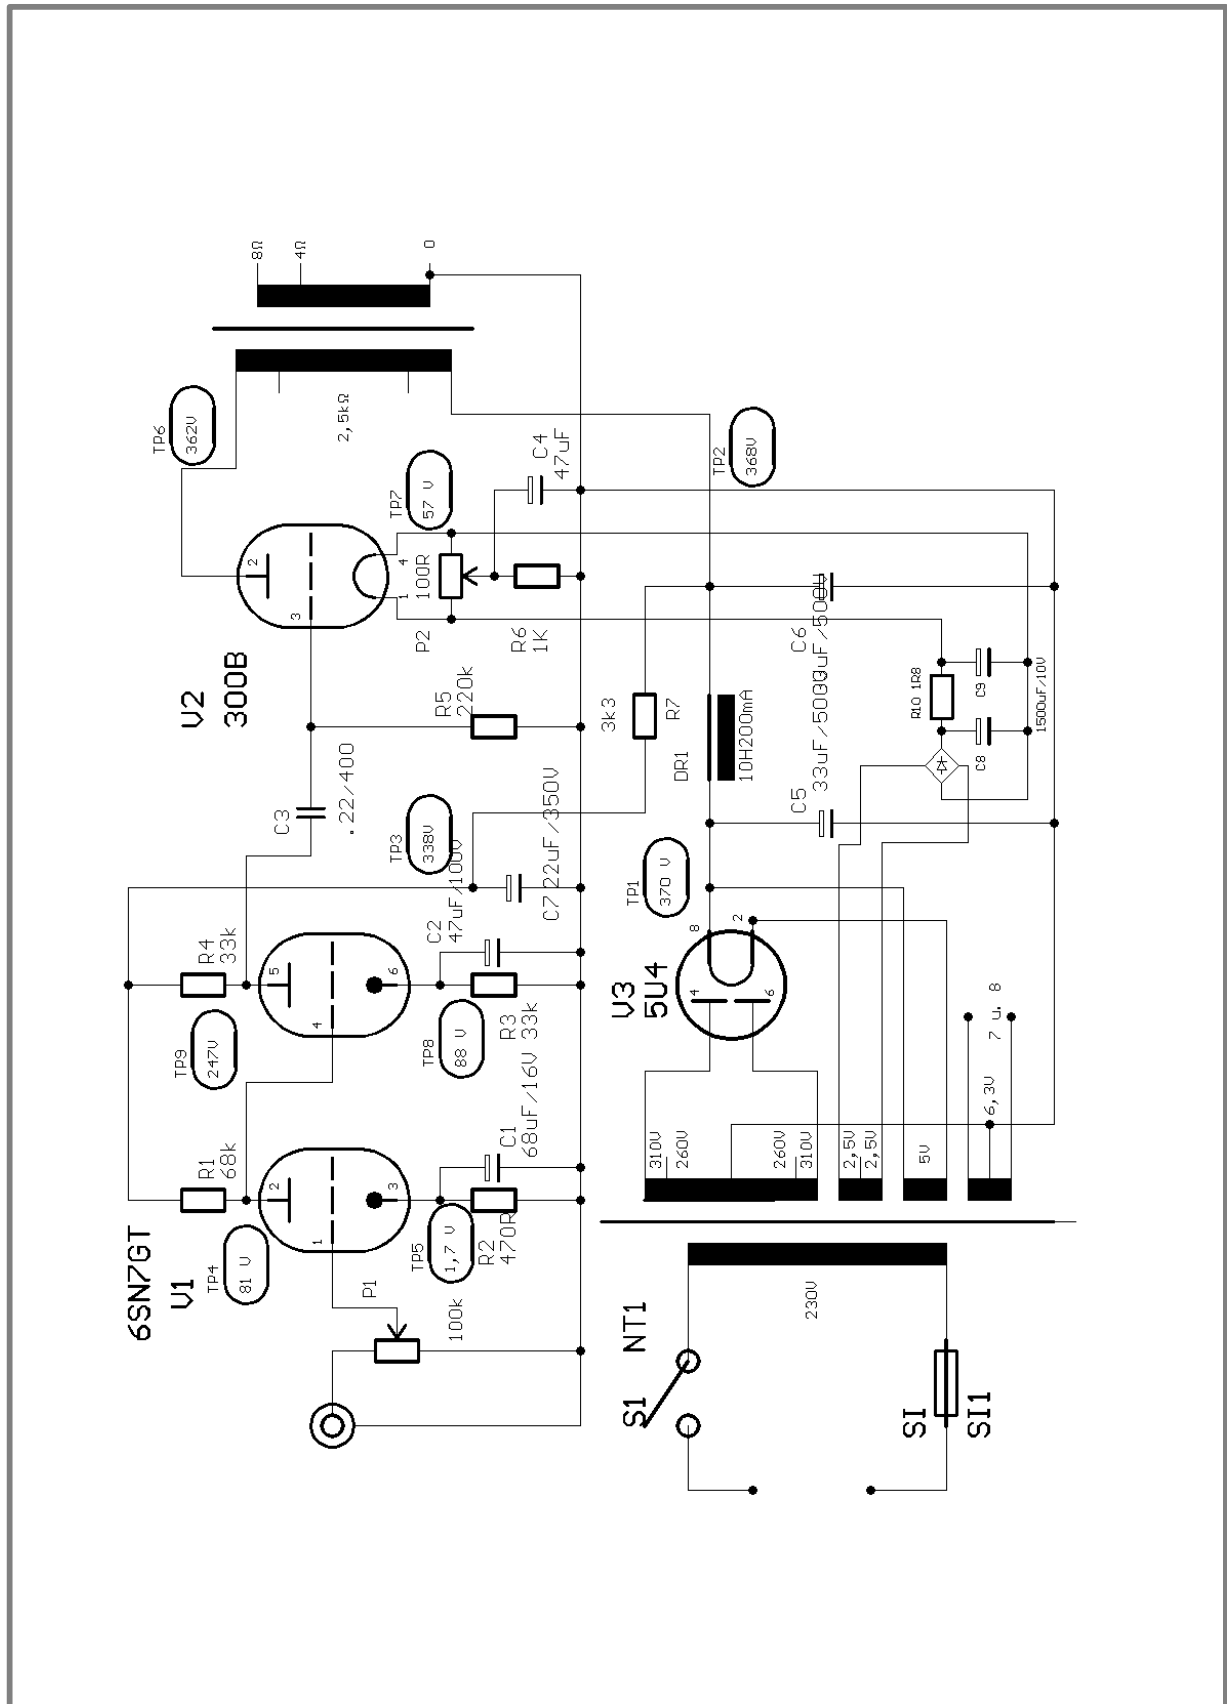 6SN7GT
V1
TP4
81 V
R1
68k
2
1
3
P1
100k
TP5
1,7 V
R2
470R
C1
68uF/16V
TP9
247V
R4
33k
5
4
6
TP8
88 V
R3
33k
C2
47uF/100V
TP3
338V
C7
22uF/350V
C3
.22/400
V2
300B
R5
220k
2
3
1
4
P2
100R
TP7
57 V
R6
1K
C4
47uF
TP6
362V
2,5kΩ
8Ω
4Ω
0
TP2
368V
3k3
R7
DR1
10H200mA
C6
C5
33uF/500V
TP1
370 V
V3
5U4
8
2
4
6
R10 1R8
C9
C8
1500uF/10V
310V
260V
260V
310V
2,5V
2,5V
5V
6,3V
7 u. 8
230V
S1
NT1
SI
SI1